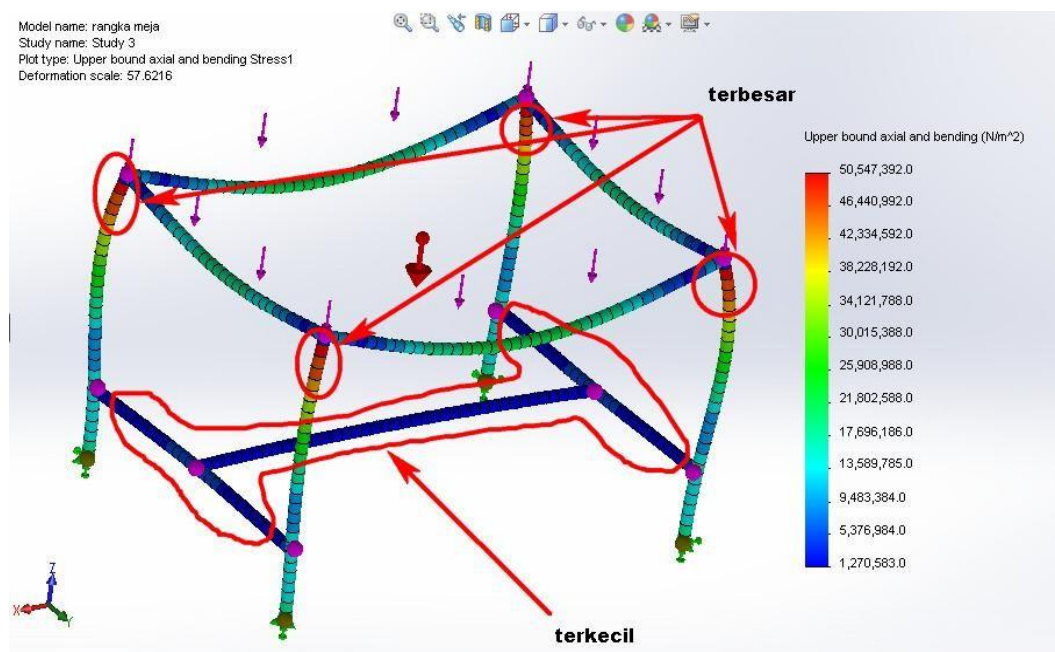 Model name: rangka meja
Study name: Study 3
Plot type: Upper bound axial and bending Stress1
Deformation scale: 57.6216
terbesar
Upper bound axial and bending (N/m^2)
50,547,392.0
46,440,992.0
42,334,592.0
38,228,192.0
34,121,788.0
30,015,388.0
25,908,988.0
21,802,588.0
17,696,186.0
13,589,785.0
9,483,384.0
5,376,984.0
1,270,583.0
Z
X
Y
terkecil